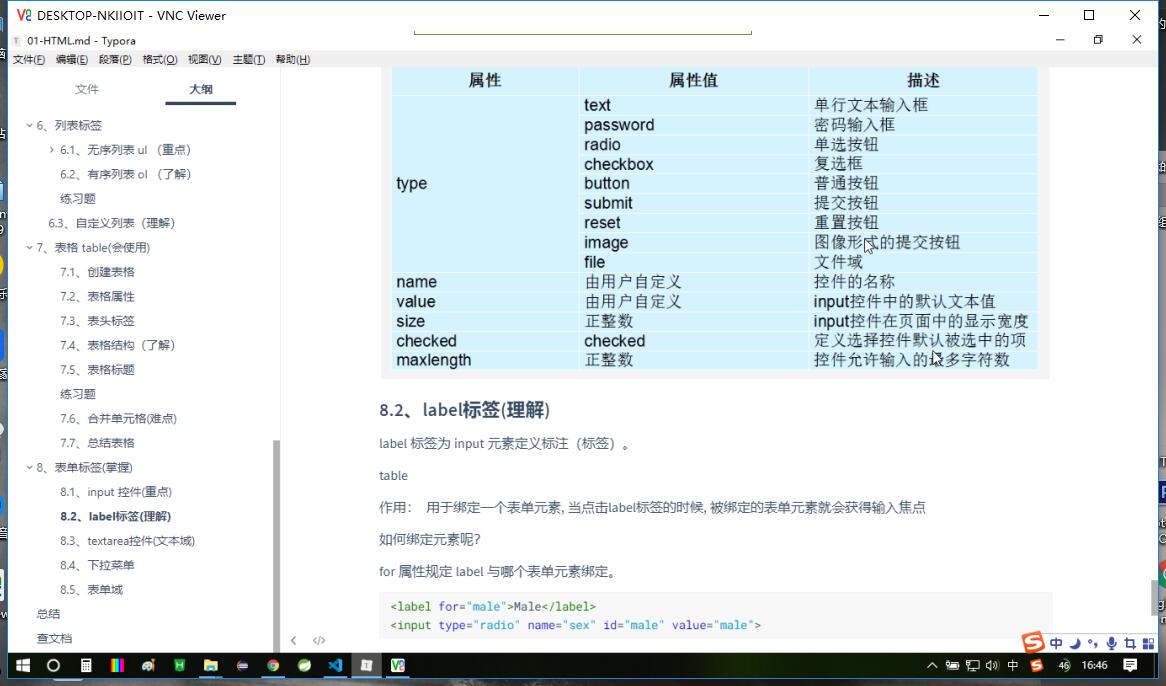 DESKTOP-NKIIOIT - VNC Viewer
01-HTML.md - Typora
文件(F) 编辑(E) 段落(P) 格式(O) 视图(V) 主题(T) 帮助(H)
文件 大纲
6、列表标签
6.1、无序列表 ul （重点）
6.2、有序列表 ol （了解）
练习题
6.3、自定义列表（理解）
7、表格 table(会使用)
7.1、创建表格
7.2、表格属性
7.3、表头标签
7.4、表格结构（了解）
7.5、表格标题
练习题
7.6、合并单元格(难点)
7.7、总结表格
8、表单标签(掌握)
8.1、input 控件(重点)
8.2、label标签(理解)
8.3、textarea控件(文本域)
8.4、下拉菜单
8.5、表单域
总结
查文档
属性 属性值 描述
type
text 单行文本输入框
password 密码输入框
radio 单选按钮
checkbox 复选框
button 普通按钮
submit 提交按钮
reset 重置按钮
image 图像形式的提交按钮
file 文件域
name 由用户自定义 控件的名称
value 由用户自定义 input控件中的默认文本值
size 正整数 input控件在页面中的显示宽度
checked checked 定义选择控件默认被选中的项
maxlength 正整数 控件允许输入的最多字符数
8.2、label标签(理解)
label 标签为 input 元素定义标注（标签）。
table
作用： 用于绑定一个表单元素, 当点击label标签的时候, 被绑定的表单元素就会获得输入焦点
如何绑定元素呢?
for 属性规定 label 与哪个表单元素绑定。
<label for="male">Male</label>
<input type="radio" name="sex" id="male" value="male">
中
中 46 16:46